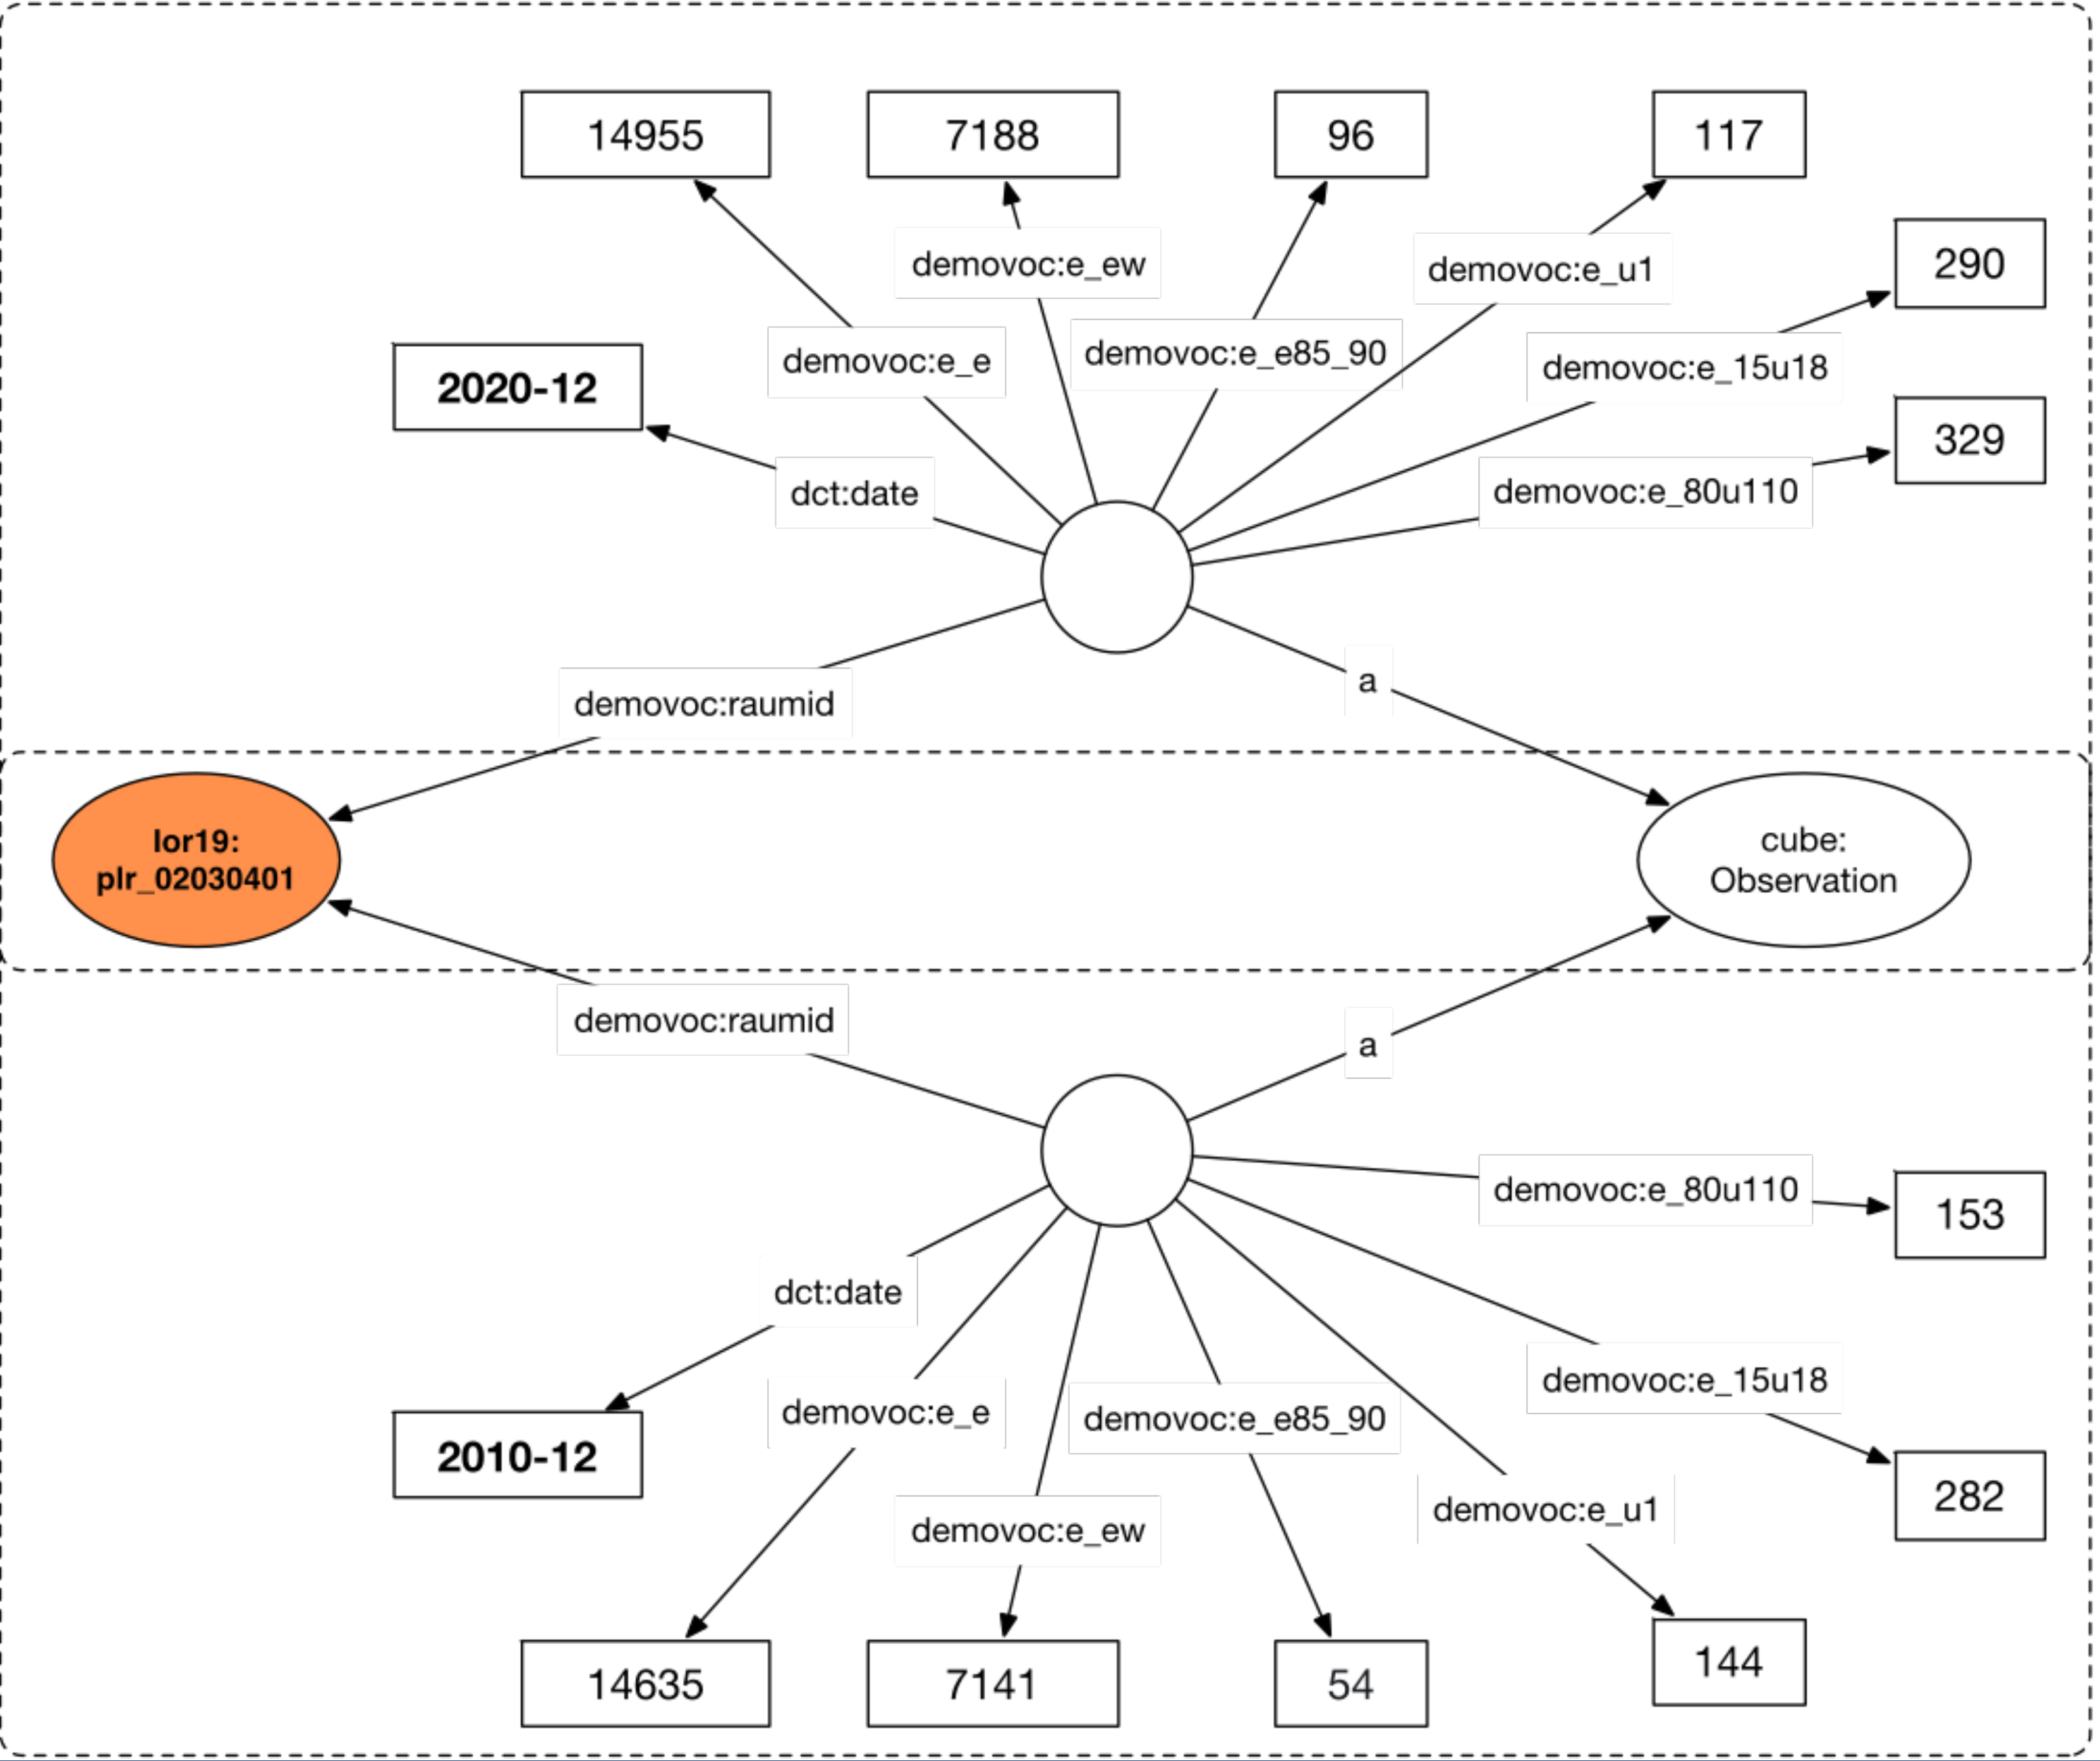 14955
7188
96
117
290
demovoc:e_ew
demovoc:e_u1
demovoc:e_e
demovoc:e_e85_90
demovoc:e_15u18
2020-12
329
dct:date
demovoc:e_80u110
demovoc:raumid
a
lor19:
plr_02030401
cube:
Observation
demovoc:raumid
a
demovoc:e_80u110
153
dct:date
demovoc:e_15u18
demovoc:e_e
demovoc:e_e85_90
2010-12
282
demovoc:e_ew
demovoc:e_u1
14635
7141
54
144